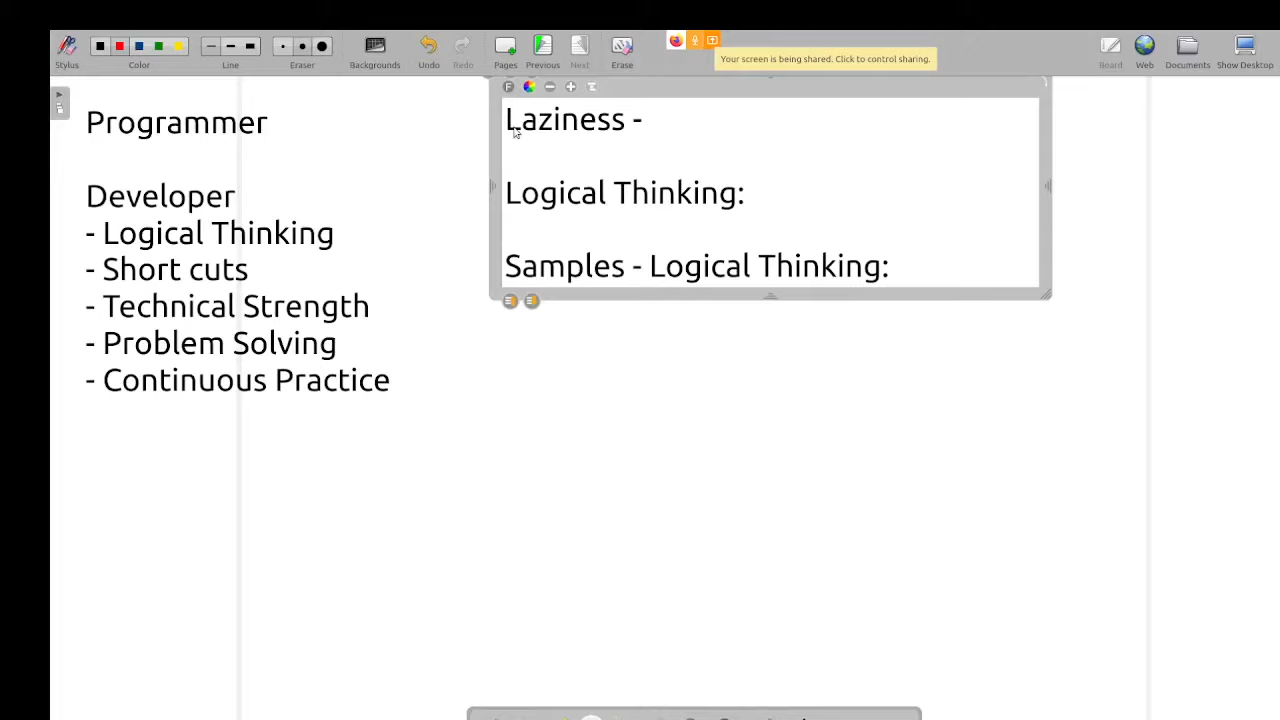 Stylus
Color
Line
Eraser
Backgrounds
Undo
Redo
Pages
Previous
Next
Erase
Your screen is being shared. Click to control sharing.
Board
Web
Documents
Show Desktop
Programmer
Developer
- Logical Thinking
- Short cuts
- Technical Strength
- Problem Solving
- Continuous Practice
F
Laziness -
Logical Thinking:
Samples - Logical Thinking: